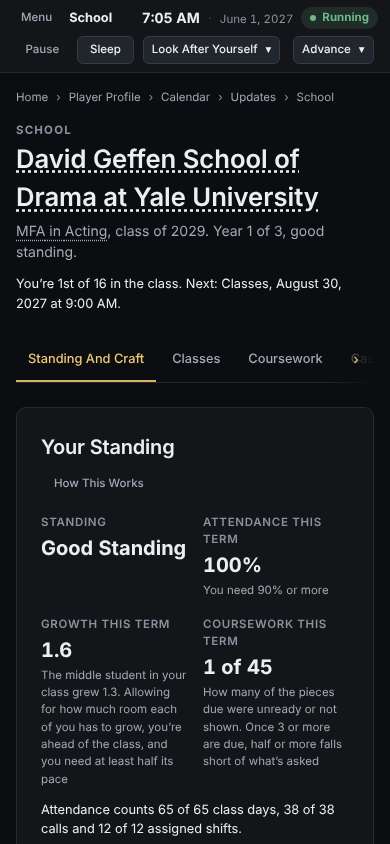 Menu School 7:05 AM · June 1, 2027 Running
Pause Sleep Look After Yourself ▾ Advance ▾
Home › Player Profile › Calendar › Updates › School
SCHOOL
David Geffen School of
Drama at Yale University
MFA in Acting, class of 2029. Year 1 of 3, good
standing.
You're 1st of 16 in the class. Next: Classes, August 30,
2027 at 9:00 AM.
Standing And Craft Classes Coursework ›
Your Standing
How This Works
STANDING
Good Standing
ATTENDANCE THIS
TERM
100%
You need 90% or more
GROWTH THIS TERM
1.6
The middle student in your
class grew 1.3. Allowing
for how much room each
of you has to grow, you're
ahead of the class, and
you need at least half its
pace
COURSEWORK THIS
TERM
1 of 45
How many of the pieces
due were unready or not
shown. Once 3 or more
are due, half or more falls
short of what's asked
Attendance counts 65 of 65 class days, 38 of 38
calls and 12 of 12 assigned shifts.